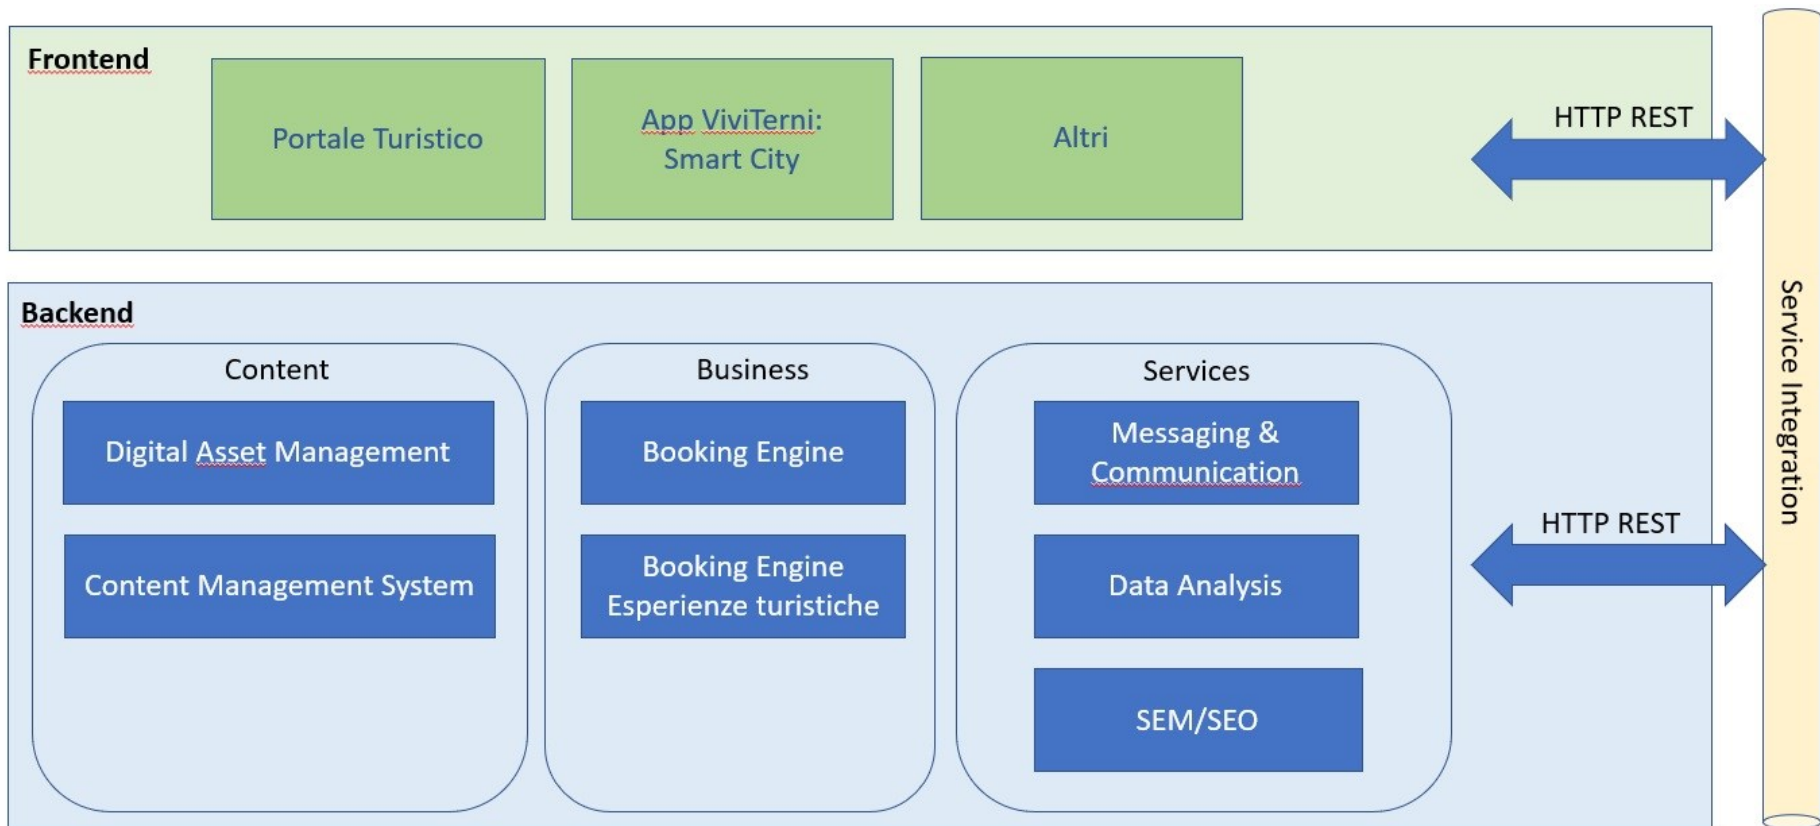 Frontend
Portale Turistico
App ViviTerni:
Smart City
Altri
HTTP REST
Service Integration
Backend
Content
Digital Asset Management
Content Management System
Business
Booking Engine
Booking Engine
Esperienze turistiche
Services
Messaging &
Communication
Data Analysis
SEM/SEO
HTTP REST